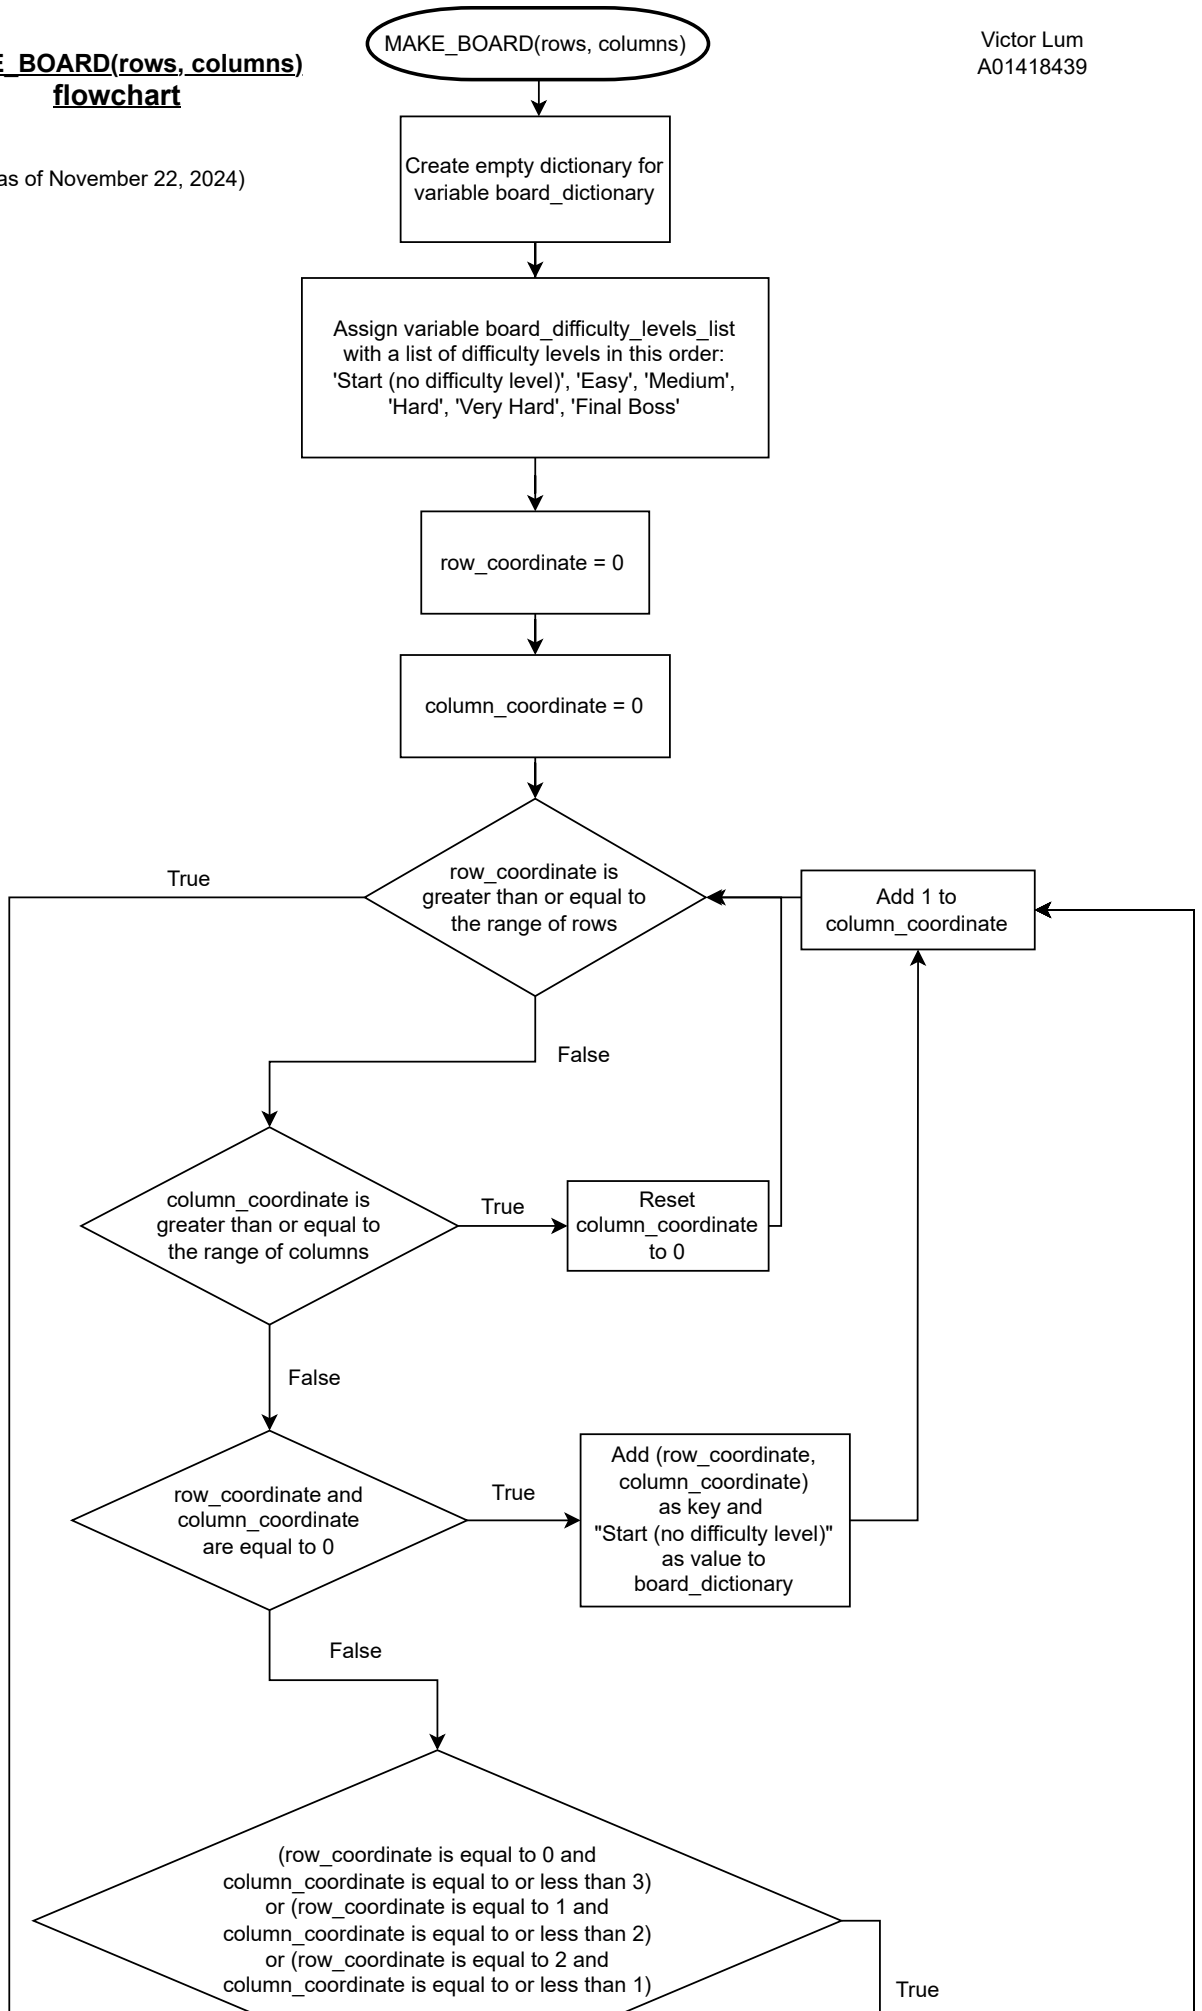 MAKE_BOARD(rows, columns)
Victor Lum
A01418439
E_BOARD(rows, columns)
flowchart
as of November 22, 2024)
Create empty dictionary for
variable board_dictionary
Assign variable board_difficulty_levels_list
with a list of difficulty levels in this order:
'Start (no difficulty level)', 'Easy', 'Medium',
'Hard', 'Very Hard', 'Final Boss'
row_coordinate = 0
column_coordinate = 0
row_coordinate is
greater than or equal to
the range of rows
True
Add 1 to
column_coordinate
False
column_coordinate is
greater than or equal to
the range of columns
True
Reset
column_coordinate
to 0
False
row_coordinate and
column_coordinate
are equal to 0
True
Add (row_coordinate,
column_coordinate)
as key and
"Start (no difficulty level)"
as value to
board_dictionary
False
(row_coordinate is equal to 0 and
column_coordinate is equal to or less than 3)
or (row_coordinate is equal to 1 and
column_coordinate is equal to or less than 2)
or (row_coordinate is equal to 2 and
column_coordinate is equal to or less than 1)
True